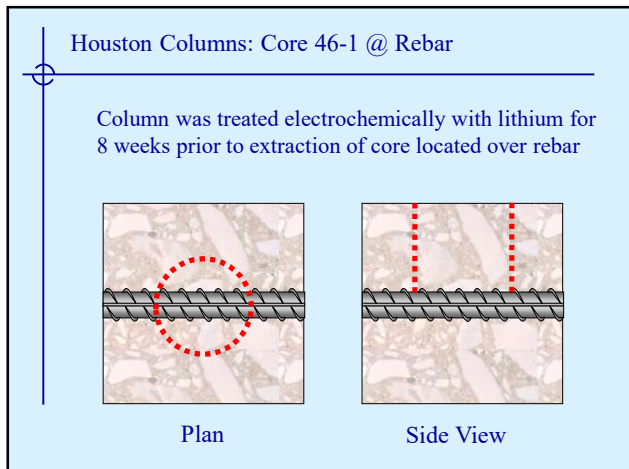 Houston Columns: Core 46-1 @ Rebar
Column was treated electrochemically with lithium for
8 weeks prior to extraction of core located over rebar
Plan
Side View